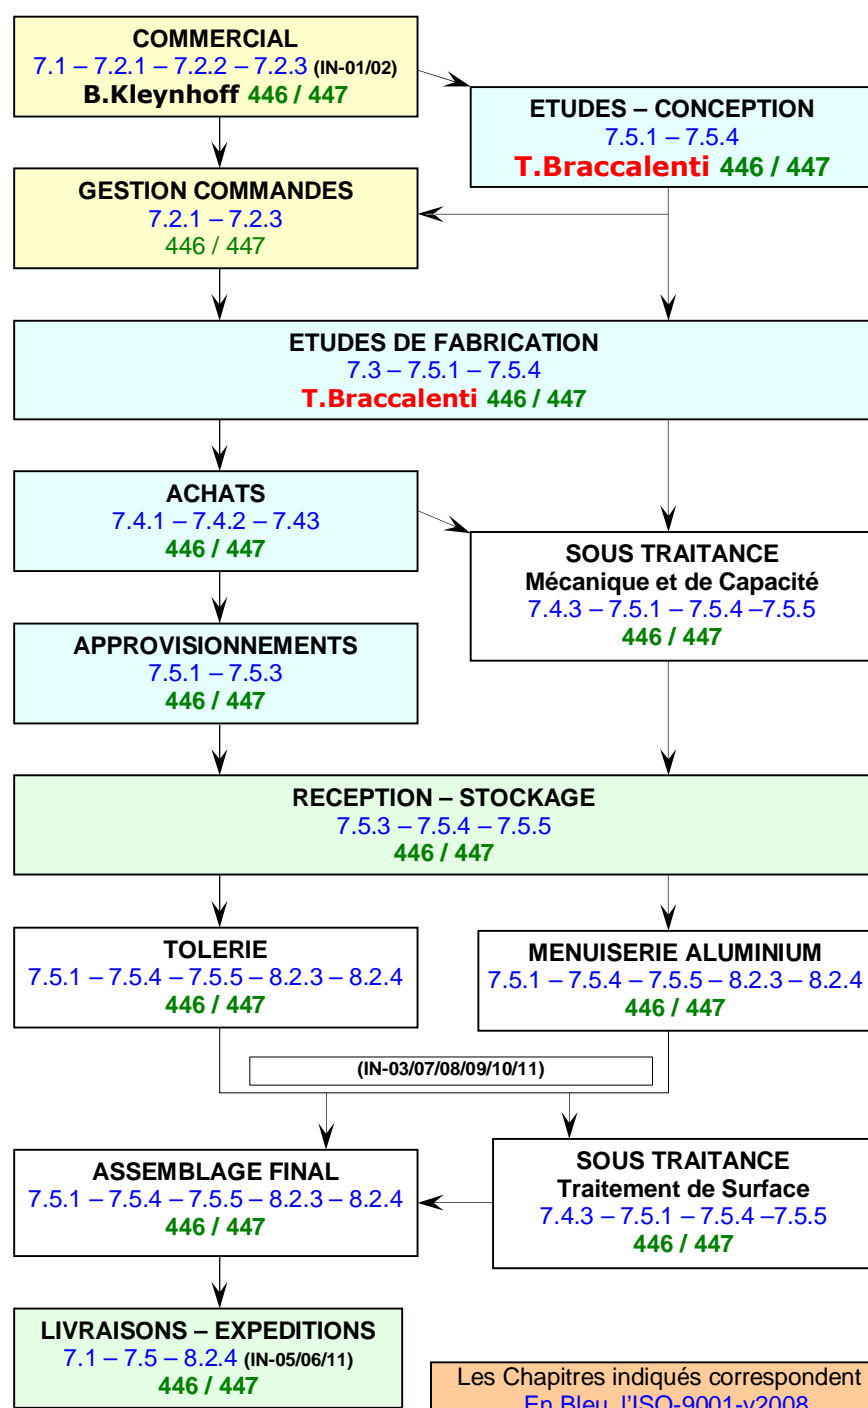 COMMERCIAL
7.1 – 7.2.1 – 7.2.2 – 7.2.3 (IN-01/02)
B.Kleynhoff 446 / 447
ETUDES – CONCEPTION
7.5.1 – 7.5.4
T.Braccalenti 446 / 447
GESTION COMMANDES
7.2.1 – 7.2.3
446 / 447
ETUDES DE FABRICATION
7.3 – 7.5.1 – 7.5.4
T.Braccalenti 446 / 447
ACHATS
7.4.1 – 7.4.2 – 7.43
446 / 447
SOUS TRAITANCE
Mécanique et de Capacité
7.4.3 – 7.5.1 – 7.5.4 –7.5.5
446 / 447
APPROVISIONNEMENTS
7.5.1 – 7.5.3
446 / 447
RECEPTION – STOCKAGE
7.5.3 – 7.5.4 – 7.5.5
446 / 447
TOLERIE
7.5.1 – 7.5.4 – 7.5.5 – 8.2.3 – 8.2.4
446 / 447
MENUISERIE ALUMINIUM
7.5.1 – 7.5.4 – 7.5.5 – 8.2.3 – 8.2.4
446 / 447
(IN-03/07/08/09/10/11)
ASSEMBLAGE FINAL
7.5.1 – 7.5.4 – 7.5.5 – 8.2.3 – 8.2.4
446 / 447
SOUS TRAITANCE
Traitement de Surface
7.4.3 – 7.5.1 – 7.5.4 –7.5.5
446 / 447
LIVRAISONS – EXPEDITIONS
7.1 – 7.5 – 8.2.4 (IN-05/06/11)
446 / 447
Les Chapitres indiqués correspondent
En Bleu, l'ISO-9001-v2008